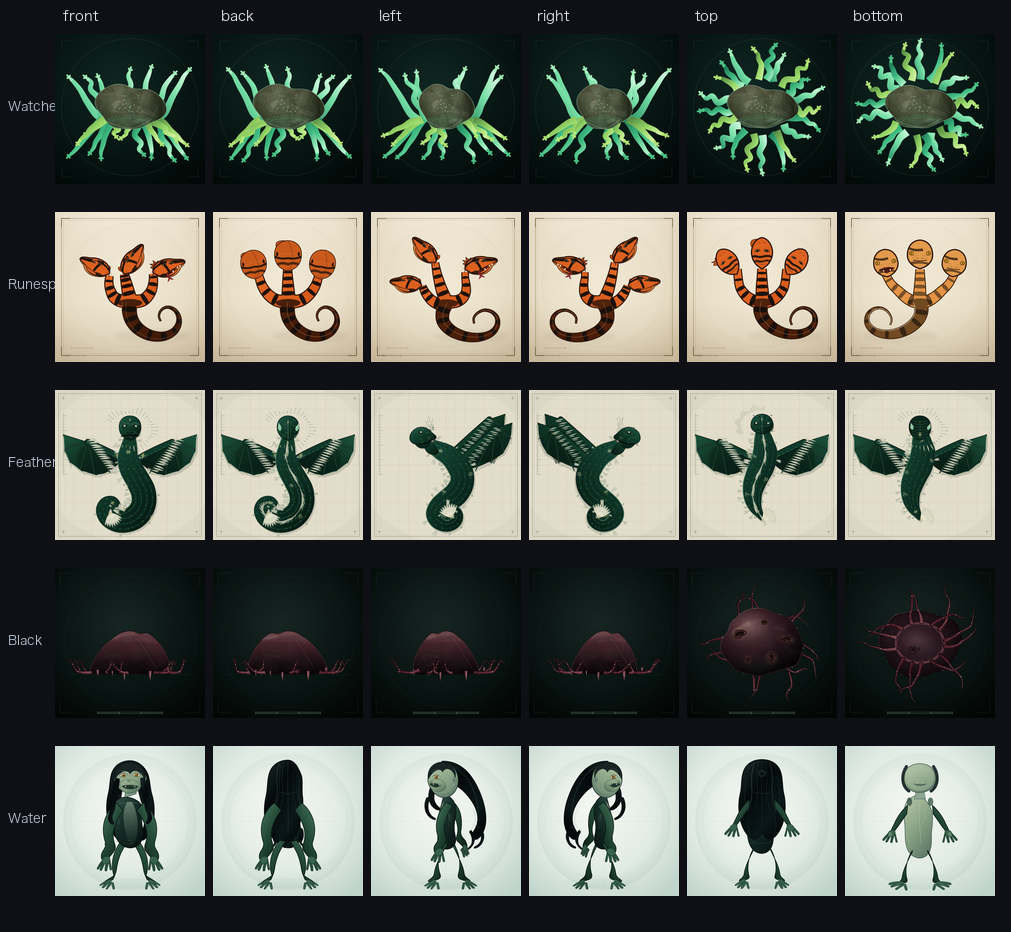 front back left right top bottom
Watche
Runesp
Feather
Black
Water